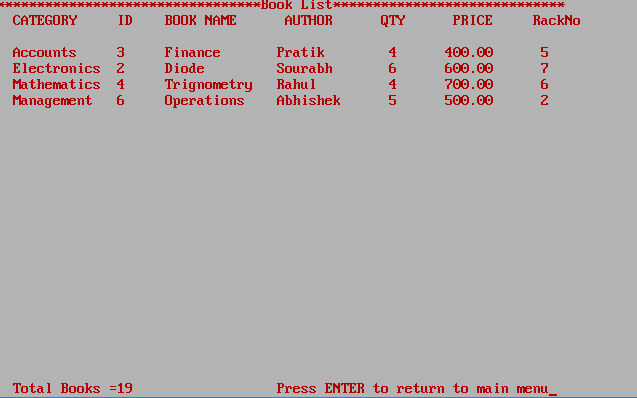 *********************************Book List*****************************
CATEGORY ID BOOK NAME AUTHOR QTY PRICE RackNo
Accounts 3 Finance Pratik 4 400.00 5
Electronics 2 Diode Sourabh 6 600.00 7
Mathematics 4 Trignometry Rahul 4 700.00 6
Management 6 Operations Abhishek 5 500.00 2
Total Books =19 Press ENTER to return to main menu_